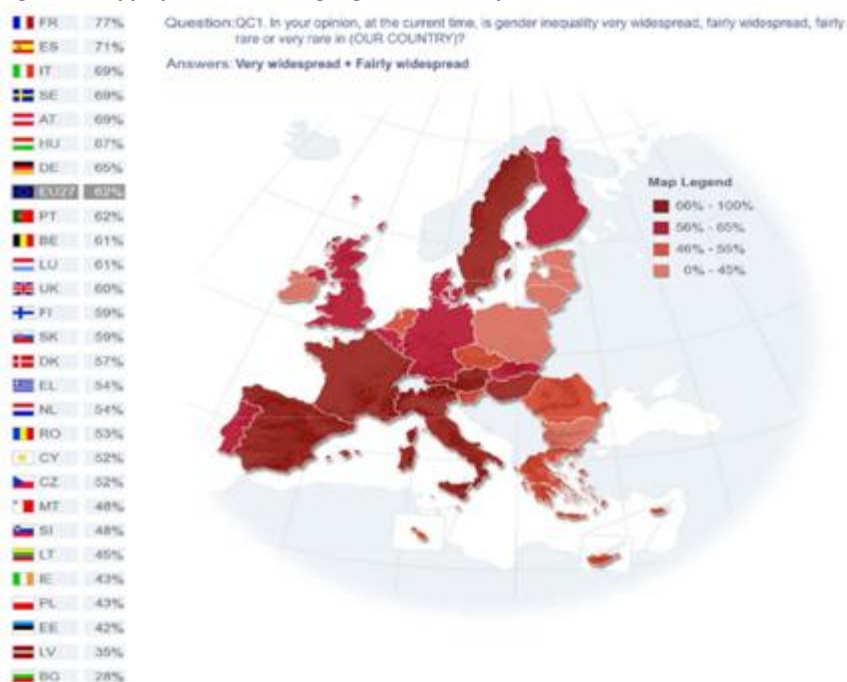 FR 77%
ES 71%
IT 69%
SE 69%
AT 69%
HU 67%
DE 65%
EU27 62%
PT 62%
BE 61%
LU 61%
UK 60%
FI 59%
SK 59%
DK 57%
EL 54%
NL 54%
RO 53%
CY 52%
CZ 52%
MT 48%
SI 48%
LT 45%
IE 43%
PL 43%
EE 42%
LV 35%
BG 28%
Question: QC1. In your opinion, at the current time, is gender inequality very widespread, fairly widespread, fairly
rare or very rare in (OUR COUNTRY)?
Answers: Very widespread + Fairly widespread
Map Legend
66% - 100%
56% - 65%
46% - 55%
0% - 45%